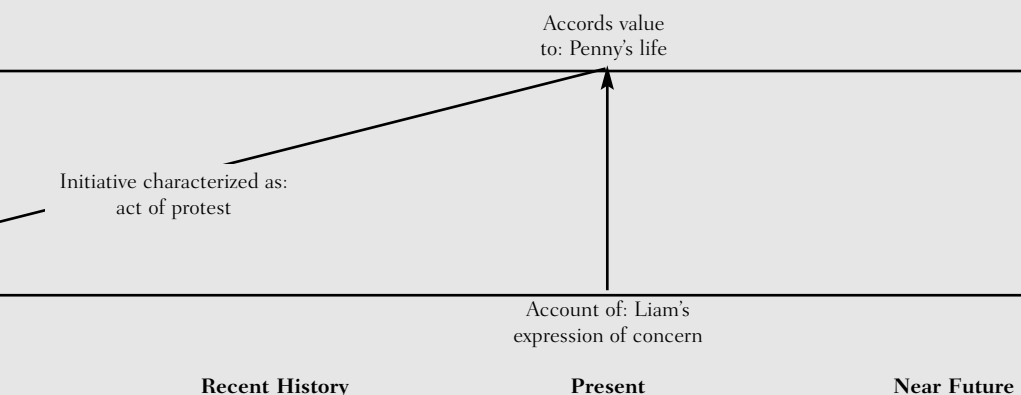 Accords value
to: Penny's life
Initiative characterized as:
act of protest
Account of: Liam's
expression of concern
Recent History Present Near Future